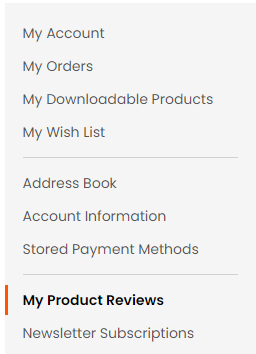 My Account
My Orders
My Downloadable Products
My Wish List
Address Book
Account Information
Stored Payment Methods
My Product Reviews
Newsletter Subscriptions